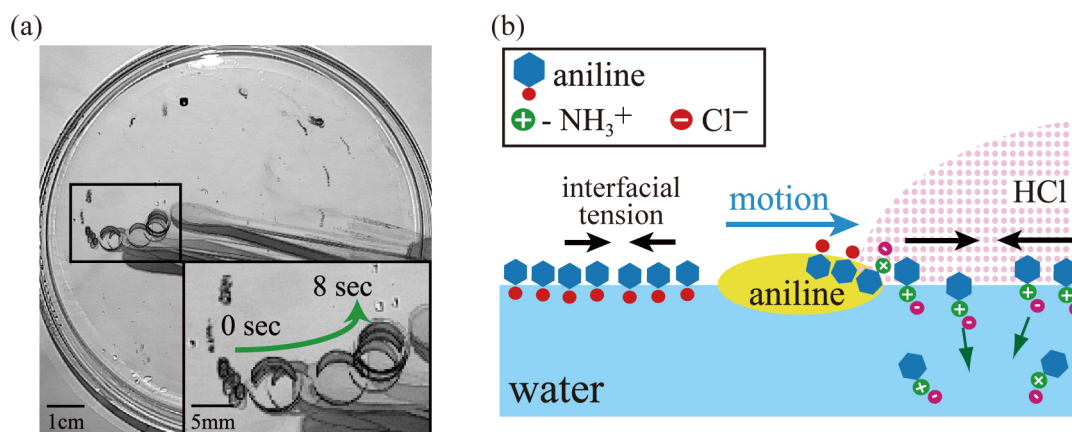 (a)
8 sec
0 sec
1cm
5mm
(b)
aniline
+ - NH₃⁺ − Cl⁻
interfacial
tension
motion
HCl
aniline
water